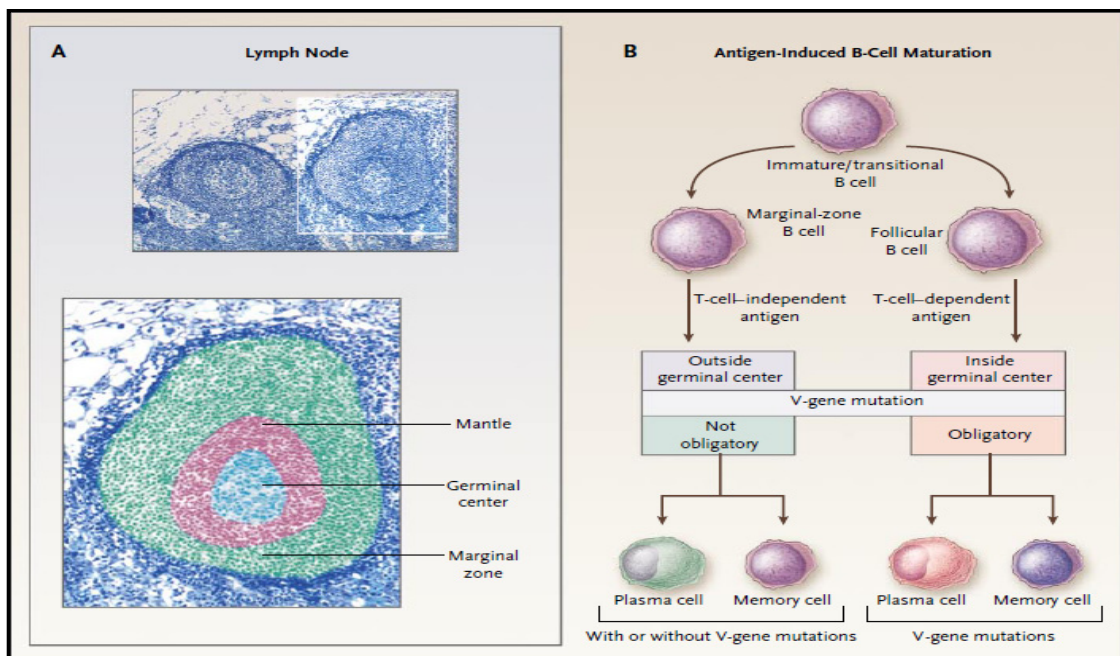 A
Lymph Node
Mantle
Germinal
center
Marginal
zone
B
Antigen-Induced B-Cell Maturation
Immature/transitional
B cell
Marginal-zone
B cell
Follicular
B cell
T-cell–independent
antigen
T-cell–dependent
antigen
Outside
germinal center
Inside
germinal center
V-gene mutation
Not
obligatory
Obligatory
Plasma cell
Memory cell
Plasma cell
Memory cell
With or without V-gene mutations
V-gene mutations